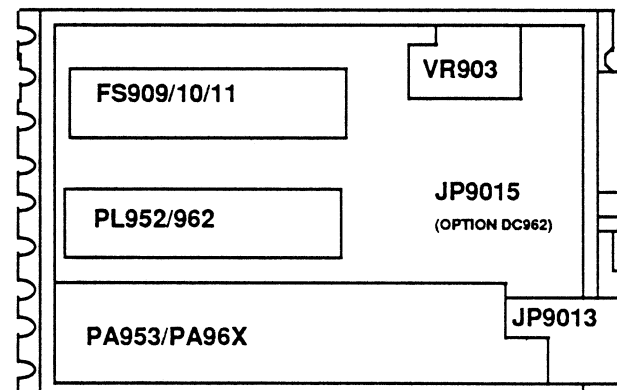 VR903
FS909/10/11
JP9015
(OPTION DC962)
PL952/962
JP9013
PA953/PA96X